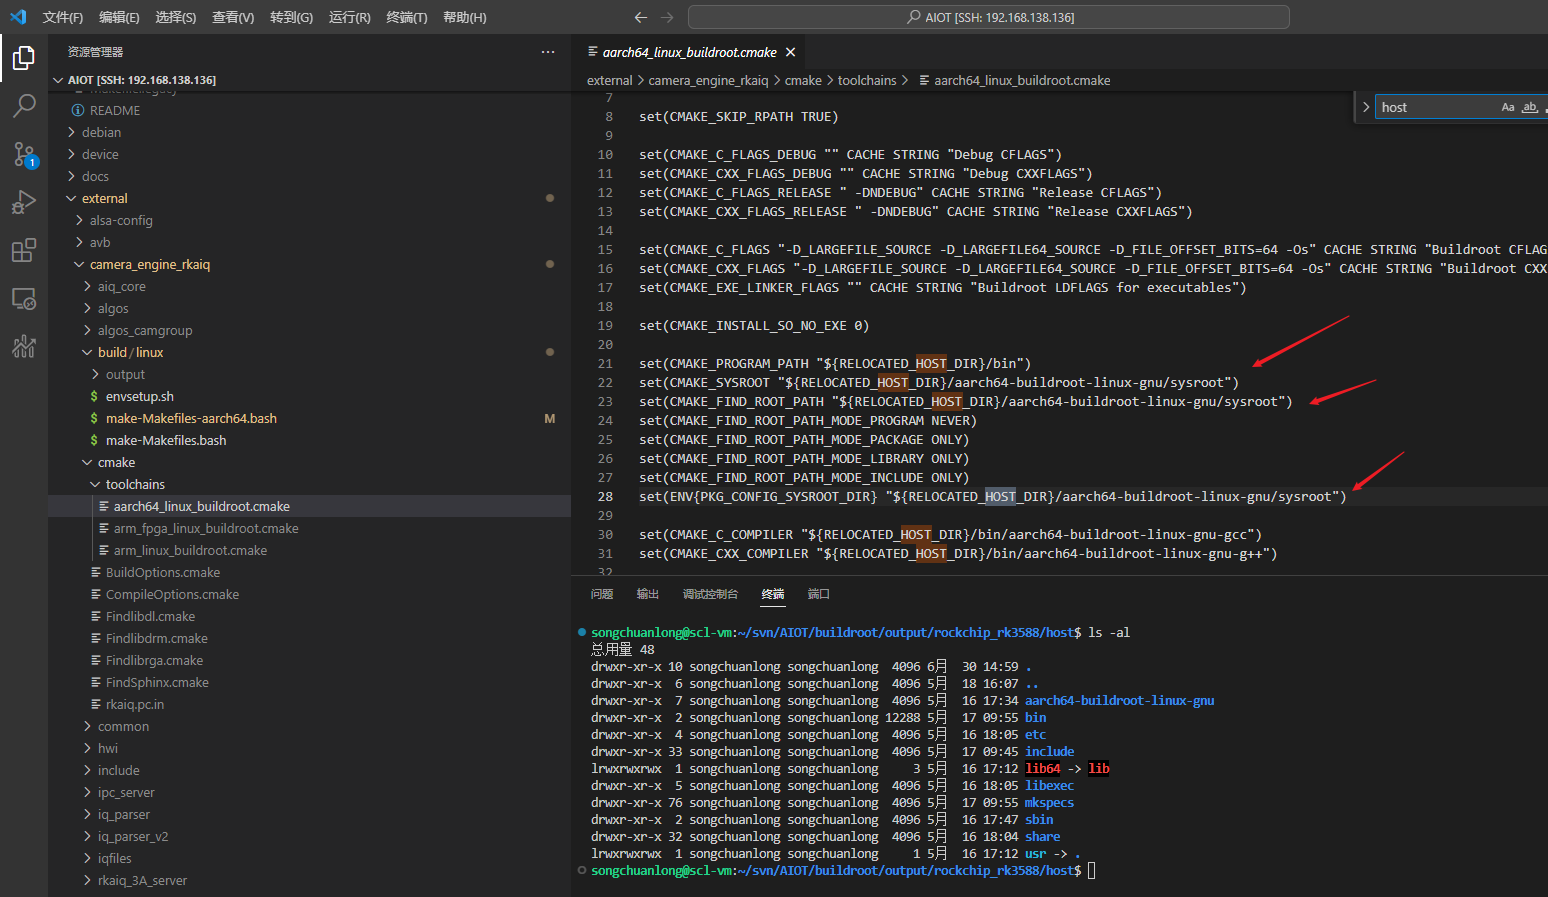 文件(F) 编辑(E) 选择(S) 查看(V) 转到(G) 运行(R) 终端(T) 帮助(H) AIOT [SSH: 192.168.138.136]
资源管理器
AIOT [SSH: 192.168.138.136]
README
debian
device
docs
external
alsa-config
avb
camera_engine_rkaiq
aiq_core
algos
algos_camgroup
build / linux
output
$ envsetup.sh
$ make-Makefiles-aarch64.bash M
$ make-Makefiles.bash
cmake
toolchains
aarch64_linux_buildroot.cmake
arm_fpga_linux_buildroot.cmake
arm_linux_buildroot.cmake
BuildOptions.cmake
CompileOptions.cmake
Findlibdl.cmake
Findlibdrm.cmake
Findlibrga.cmake
FindSphinx.cmake
rkaiq.pc.in
common
hwi
include
ipc_server
iq_parser
iq_parser_v2
iqfiles
rkaiq_3A_server
1
aarch64_linux_buildroot.cmake
external > camera_engine_rkaiq > cmake > toolchains > aarch64_linux_buildroot.cmake
host Aa ab
7
8 set(CMAKE_SKIP_RPATH TRUE)
9
10 set(CMAKE_C_FLAGS_DEBUG "" CACHE STRING "Debug CFLAGS")
11 set(CMAKE_CXX_FLAGS_DEBUG "" CACHE STRING "Debug CXXFLAGS")
12 set(CMAKE_C_FLAGS_RELEASE " -DNDEBUG" CACHE STRING "Release CFLAGS")
13 set(CMAKE_CXX_FLAGS_RELEASE " -DNDEBUG" CACHE STRING "Release CXXFLAGS")
14
15 set(CMAKE_C_FLAGS "-D_LARGEFILE_SOURCE -D_LARGEFILE64_SOURCE -D_FILE_OFFSET_BITS=64 -Os" CACHE STRING "Buildroot CFLAG
16 set(CMAKE_CXX_FLAGS "-D_LARGEFILE_SOURCE -D_LARGEFILE64_SOURCE -D_FILE_OFFSET_BITS=64 -Os" CACHE STRING "Buildroot CXX
17 set(CMAKE_EXE_LINKER_FLAGS "" CACHE STRING "Buildroot LDFLAGS for executables")
18
19 set(CMAKE_INSTALL_SO_NO_EXE 0)
20
21 set(CMAKE_PROGRAM_PATH "${RELOCATED_HOST_DIR}/bin")
22 set(CMAKE_SYSROOT "${RELOCATED_HOST_DIR}/aarch64-buildroot-linux-gnu/sysroot")
23 set(CMAKE_FIND_ROOT_PATH "${RELOCATED_HOST_DIR}/aarch64-buildroot-linux-gnu/sysroot")
24 set(CMAKE_FIND_ROOT_PATH_MODE_PROGRAM NEVER)
25 set(CMAKE_FIND_ROOT_PATH_MODE_PACKAGE ONLY)
26 set(CMAKE_FIND_ROOT_PATH_MODE_LIBRARY ONLY)
27 set(CMAKE_FIND_ROOT_PATH_MODE_INCLUDE ONLY)
28 set(ENV{PKG_CONFIG_SYSROOT_DIR} "${RELOCATED_HOST_DIR}/aarch64-buildroot-linux-gnu/sysroot")
29
30 set(CMAKE_C_COMPILER "${RELOCATED_HOST_DIR}/bin/aarch64-buildroot-linux-gnu-gcc")
31 set(CMAKE_CXX_COMPILER "${RELOCATED_HOST_DIR}/bin/aarch64-buildroot-linux-gnu-g++")
32
问题 输出 调试控制台 终端 端口
songchuanlong@scl-vm:~/svn/AIOT/buildroot/output/rockchip_rk3588/host$ ls -al
总用量 48
drwxr-xr-x 10 songchuanlong songchuanlong 4096 6月 30 14:59 .
drwxr-xr-x 6 songchuanlong songchuanlong 4096 5月 18 16:07 ..
drwxr-xr-x 7 songchuanlong songchuanlong 4096 5月 16 17:34 aarch64-buildroot-linux-gnu
drwxr-xr-x 2 songchuanlong songchuanlong 12288 5月 17 09:55 bin
drwxr-xr-x 4 songchuanlong songchuanlong 4096 5月 16 18:05 etc
drwxr-xr-x 33 songchuanlong songchuanlong 4096 5月 17 09:45 include
lrwxrwxrwx 1 songchuanlong songchuanlong 3 5月 16 17:12 lib64 -> lib
drwxr-xr-x 5 songchuanlong songchuanlong 4096 5月 16 18:05 libexec
drwxr-xr-x 76 songchuanlong songchuanlong 4096 5月 17 09:55 mkspecs
drwxr-xr-x 2 songchuanlong songchuanlong 4096 5月 16 17:47 sbin
drwxr-xr-x 32 songchuanlong songchuanlong 4096 5月 16 18:04 share
lrwxrwxrwx 1 songchuanlong songchuanlong 1 5月 16 17:12 usr -> .
songchuanlong@scl-vm:~/svn/AIOT/buildroot/output/rockchip_rk3588/host$